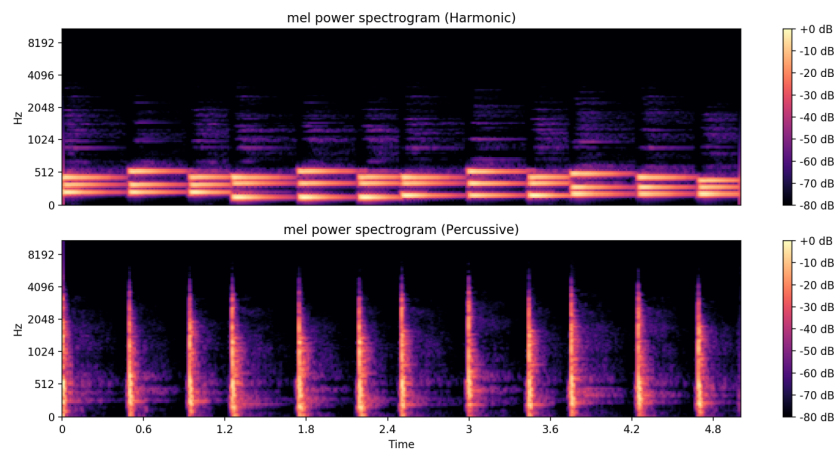 mel power spectrogram (Harmonic)
8192
4096
2048
1024
512
0
Hz
+0 dB
-10 dB
-20 dB
-30 dB
-40 dB
-50 dB
-60 dB
-70 dB
-80 dB
mel power spectrogram (Percussive)
8192
4096
2048
1024
512
0
Hz
0 0.6 1.2 1.8 2.4 3 3.6 4.2 4.8
Time
+0 dB
-10 dB
-20 dB
-30 dB
-40 dB
-50 dB
-60 dB
-70 dB
-80 dB